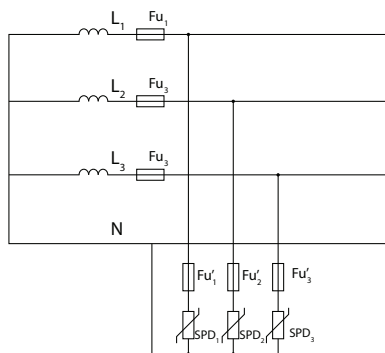 L₁ Fu₁
L₂ Fu₃
L₃ Fu₃
N
Fu'₁ Fu'₂ Fu'₃
SPD₁ SPD₂ SPD₃